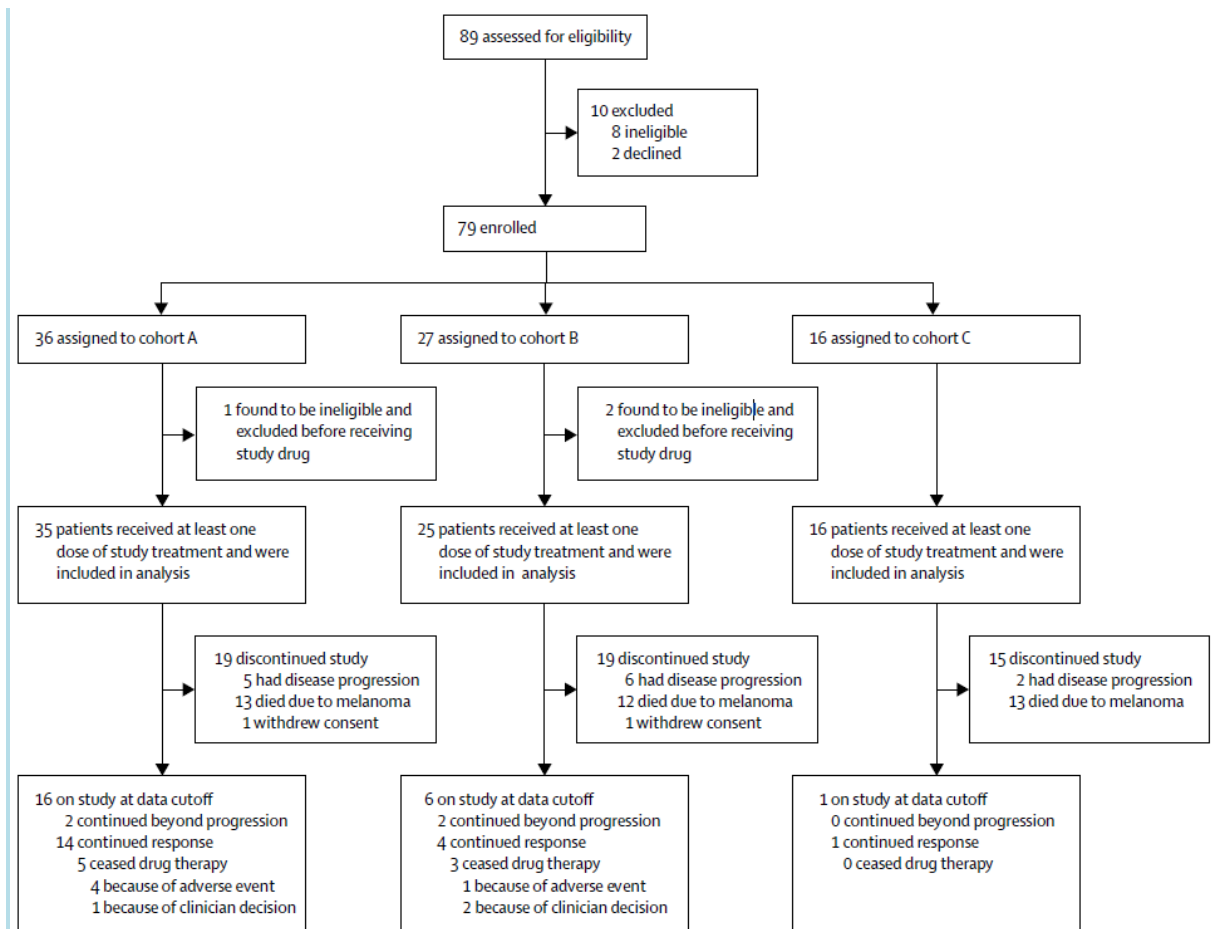 89 assessed for eligibility
10 excluded
8 ineligible
2 declined
79 enrolled
36 assigned to cohort A
27 assigned to cohort B
16 assigned to cohort C
1 found to be ineligible and
excluded before receiving
study drug
2 found to be ineligible and
excluded before receiving
study drug
35 patients received at least one
dose of study treatment and were
included in analysis
25 patients received at least one
dose of study treatment and were
included in analysis
16 patients received at least one
dose of study treatment and were
included in analysis
19 discontinued study
5 had disease progression
13 died due to melanoma
1 withdrew consent
19 discontinued study
6 had disease progression
12 died due to melanoma
1 withdrew consent
15 discontinued study
2 had disease progression
13 died due to melanoma
16 on study at data cutoff
2 continued beyond progression
14 continued response
5 ceased drug therapy
4 because of adverse event
1 because of clinician decision
6 on study at data cutoff
2 continued beyond progression
4 continued response
3 ceased drug therapy
1 because of adverse event
2 because of clinician decision
1 on study at data cutoff
0 continued beyond progression
1 continued response
0 ceased drug therapy